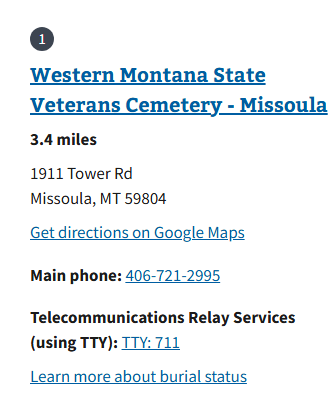 1
Western Montana State
Veterans Cemetery - Missoula
3.4 miles
1911 Tower Rd
Missoula, MT 59804
Get directions on Google Maps
Main phone: 406-721-2995
Telecommunications Relay Services
(using TTY): TTY: 711
Learn more about burial status